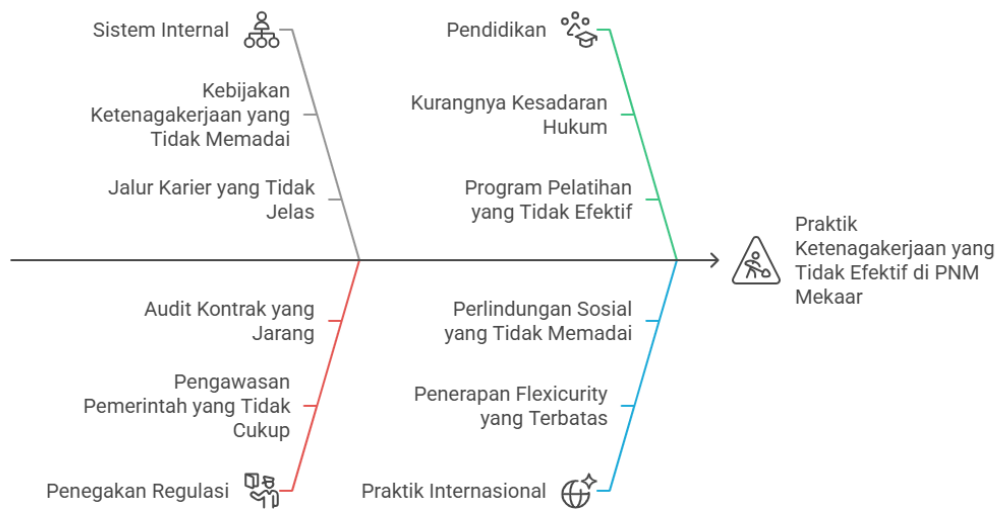 Sistem Internal
Kebijakan
Ketenagakerjaan yang
Tidak Memadai
Jalur Karier yang Tidak
Jelas
Pendidikan
Kurangnya Kesadaran
Hukum
Program Pelatihan
yang Tidak Efektif
Praktik
Ketenagakerjaan yang
Tidak Efektif di PNM
Mekaar
Audit Kontrak yang
Jarang
Pengawasan
Pemerintah yang Tidak
Cukup
Penegakan Regulasi
Perlindungan Sosial
yang Tidak Memadai
Penerapan Flexicurity
yang Terbatas
Praktik Internasional